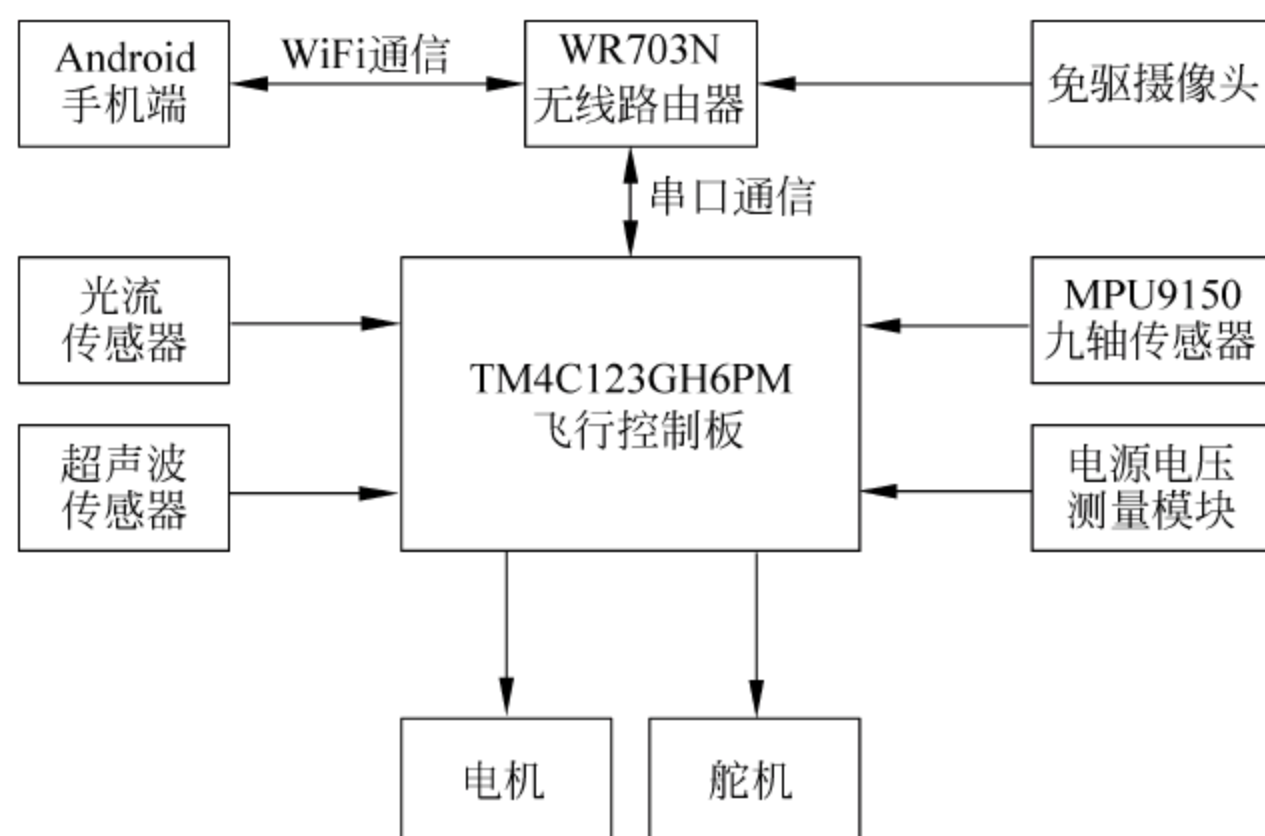 Android
手机端
WiFi通信
WR703N
无线路由器
免驱摄像头
串口通信
光流
传感器
TM4C123GH6PM
飞行控制板
MPU9150
九轴传感器
超声波
传感器
电源电压
测量模块
电机
舵机